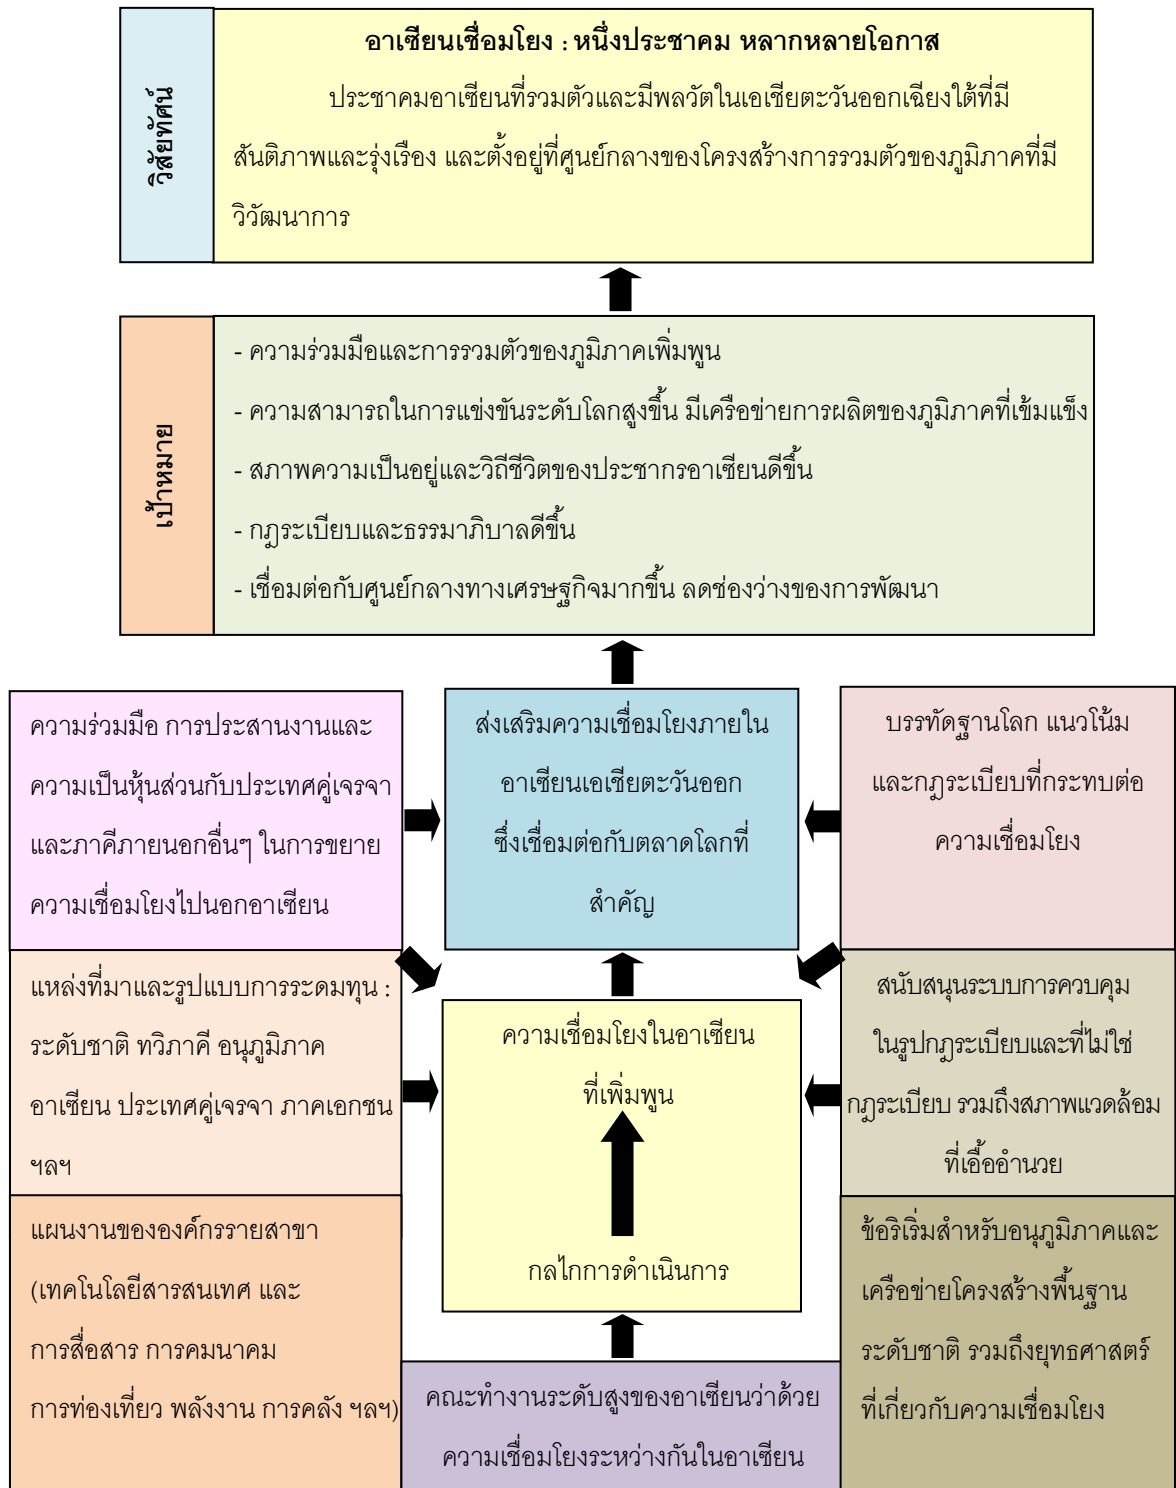 วิสัยทัศน์
อาเซียนเชื่อมโยง : หนึ่งประชาคม หลากหลายโอกาส
ประชาคมอาเซียนที่รวมตัวและมีพลวัตในเอเชียตะวันออกเฉียงใต้ที่มี
สันติภาพและรุ่งเรือง และตั้งอยู่ที่ศูนย์กลางของโครงสร้างการรวมตัวของภูมิภาคที่มี
วิวัฒนาการ
เป้าหมาย
- ความร่วมมือและการรวมตัวของภูมิภาคเพิ่มพูน
- ความสามารถในการแข่งขันระดับโลกสูงขึ้น มีเครือข่ายการผลิตของภูมิภาคที่เข้มแข็ง
- สภาพความเป็นอยู่และวิถีชีวิตของประชากรอาเซียนดีขึ้น
- กฎระเบียบและธรรมาภิบาลดีขึ้น
- เชื่อมต่อกับศูนย์กลางทางเศรษฐกิจมากขึ้น ลดช่องว่างของการพัฒนา
ความร่วมมือ การประสานงานและ
ความเป็นหุ้นส่วนกับประเทศคู่เจรจา
และภาคีภายนอกอื่นๆ ในการขยาย
ความเชื่อมโยงไปนอกอาเซียน
ส่งเสริมความเชื่อมโยงภายใน
อาเซียนเอเชียตะวันออก
ซึ่งเชื่อมต่อกับตลาดโลกที่
สำคัญ
บรรทัดฐานโลก แนวโน้ม
และกฎระเบียบที่กระทบต่อ
ความเชื่อมโยง
แหล่งที่มาและรูปแบบการระดมทุน :
ระดับชาติ ทวิภาคี อนุภูมิภาค
อาเซียน ประเทศคู่เจรจา ภาคเอกชน
ฯลฯ
ความเชื่อมโยงในอาเซียน
ที่เพิ่มพูน
กลไกการดำเนินการ
สนับสนุนระบบการควบคุม
ในรูปกฎระเบียบและที่ไม่ใช่
กฎระเบียบ รวมถึงสภาพแวดล้อม
ที่เอื้ออำนวย
แผนงานขององค์กรรายสาขา
(เทคโนโลยีสารสนเทศ และ
การสื่อสาร การคมนาคม
การท่องเที่ยว พลังงาน การคลัง ฯลฯ)
คณะทำงานระดับสูงของอาเซียนว่าด้วย
ความเชื่อมโยงระหว่างกันในอาเซียน
ข้อริเริ่มสำหรับอนุภูมิภาคและ
เครือข่ายโครงสร้างพื้นฐาน
ระดับชาติ รวมถึงยุทธศาสตร์
ที่เกี่ยวกับความเชื่อมโยง